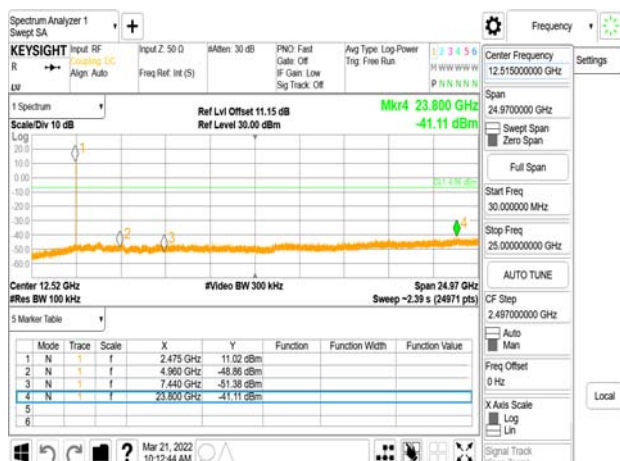 Spectrum Analyzer 1
Swept SA
Frequency
KEYSIGHT
R
Input: RF
Coupling: DC
Align: Auto
Input Z: 50 Ω
Freq Ref: Int (S)
#Atten: 30 dB
PNO: Fast
Gate: Off
IF Gain: Low
Sig Track: Off
Avg Type: Log-Power
Trig: Free Run
1 2 3 4 5 6
M W W W W W
P N N N N N
Center Frequency
12.515000000 GHz
Settings
1 Spectrum
Scale/Div 10 dB
Ref Lvl Offset 11.15 dB
Ref Level 30.00 dBm
Mkr4 23.800 GHz
-41.11 dBm
Log
20.0
10.0
0.00
-10.0
-20.0
-30.0
-40.0
-50.0
-60.0
1
2
3
4
Center 12.52 GHz
#Res BW 100 kHz
#Video BW 300 kHz
Span 24.97 GHz
Sweep ~2.39 s (24971 pts)
Span
24.9700000 GHz
Swept Span
Zero Span
Full Span
Start Freq
30.000000 MHz
Stop Freq
25.000000000 GHz
AUTO TUNE
CF Step
2.497000000 GHz
Auto
Man
Freq Offset
0 Hz
X Axis Scale
Log
Lin
Signal Track
Local
5 Marker Table
Mode Trace Scale X Y Function Function Width Function Value
1 N 1 f 2.475 GHz 11.02 dBm
2 N 1 f 4.960 GHz -48.86 dBm
3 N 1 f 7.440 GHz -51.38 dBm
4 N 1 f 23.800 GHz -41.11 dBm
5
6
?
Mar 21, 2022
10:12:44 AM